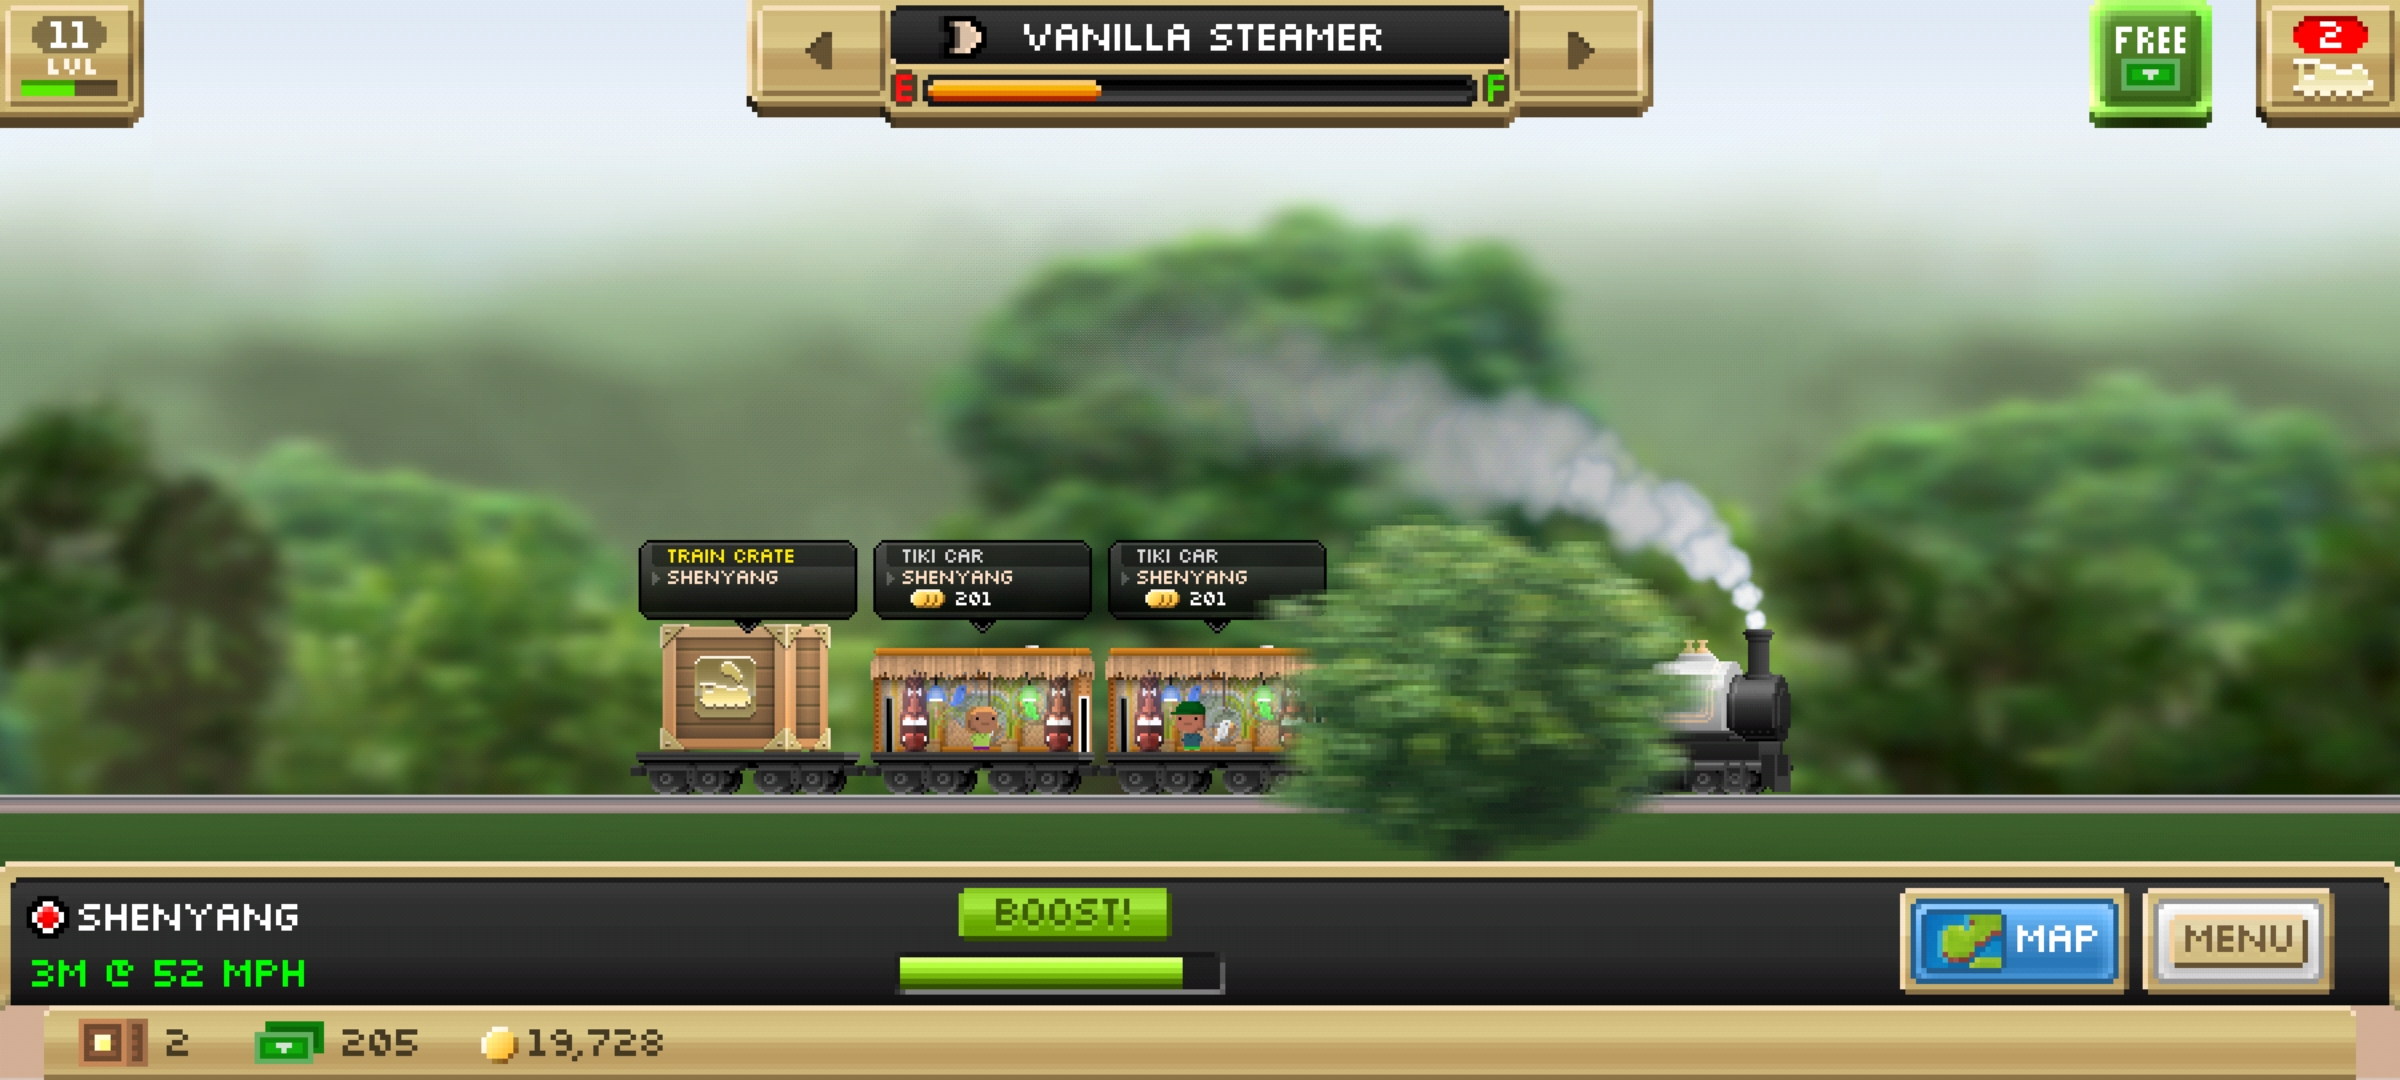 11
LVL
VANILLA STEAMER
E
F
FREE
2
TRAIN CRATE
SHENYANG
TIKI CAR
SHENYANG
201
TIKI CAR
SHENYANG
201
SHENYANG
3M @ 52 MPH
BOOST!
MAP
MENU
2
205
19,728